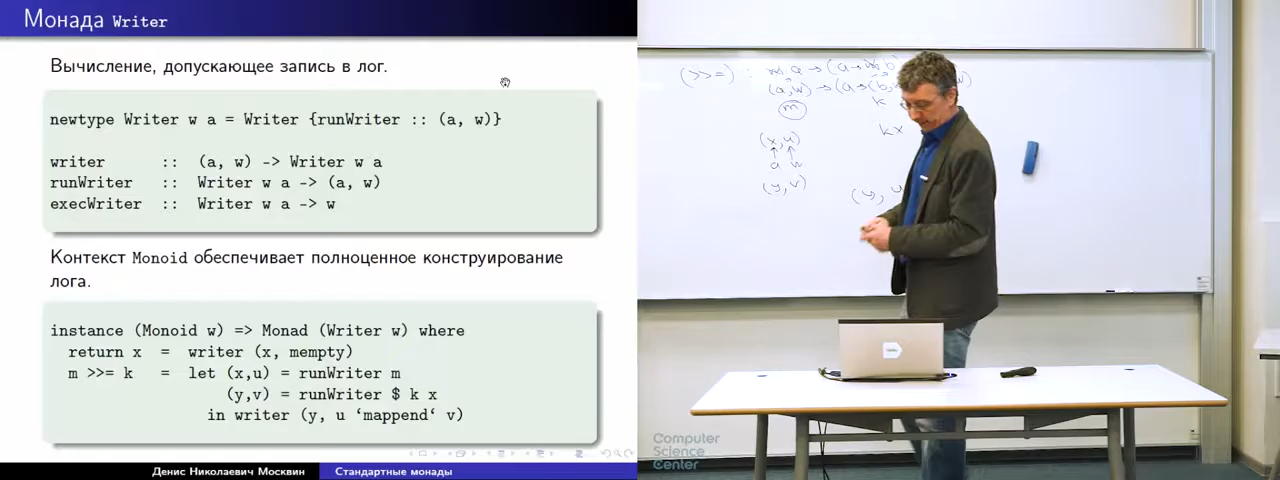 Монада Writer
Вычисление, допускающее запись в лог.
newtype Writer w a = Writer {runWriter :: (a, w)}
writer :: (a, w) -> Writer w a
runWriter :: Writer w a -> (a, w)
execWriter :: Writer w a -> w
Контекст Monoid обеспечивает полноценное конструирование
лога.
instance (Monoid w) => Monad (Writer w) where
return x = writer (x, mempty)
m >>= k = let (x,u) = runWriter m
(y,v) = runWriter $ k x
in writer (y, u ‘mappend‘ v)
Денис Николаевич Москвин
Стандартные монады
(>>=) : m a → (a → m b
(a, w) → (a → (b, w)
m
k
(x, u)
k x
a w
(y, v)
(y, u
Computer
Science
Center